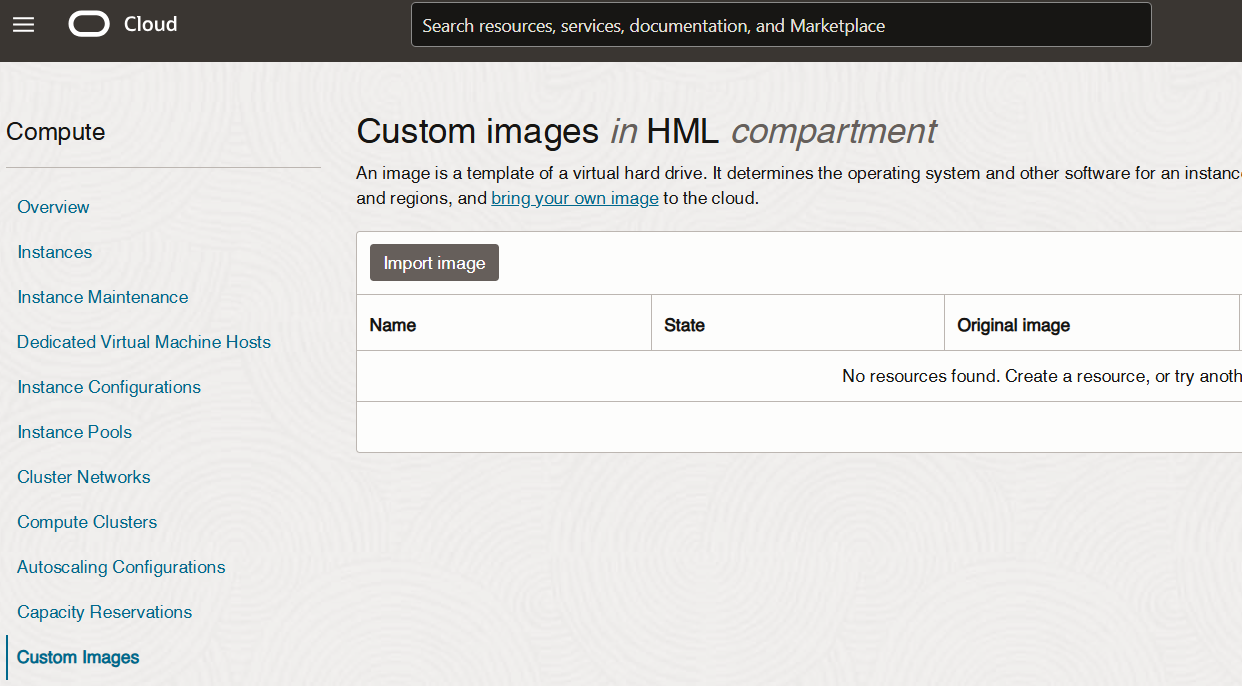 Cloud
Search resources, services, documentation, and Marketplace
Compute
Overview
Instances
Instance Maintenance
Dedicated Virtual Machine Hosts
Instance Configurations
Instance Pools
Cluster Networks
Compute Clusters
Autoscaling Configurations
Capacity Reservations
Custom Images
Custom images in HML compartment
An image is a template of a virtual hard drive. It determines the operating system and other software for an instanc
and regions, and bring your own image to the cloud.
Import image
Name State Original image
No resources found. Create a resource, or try anoth